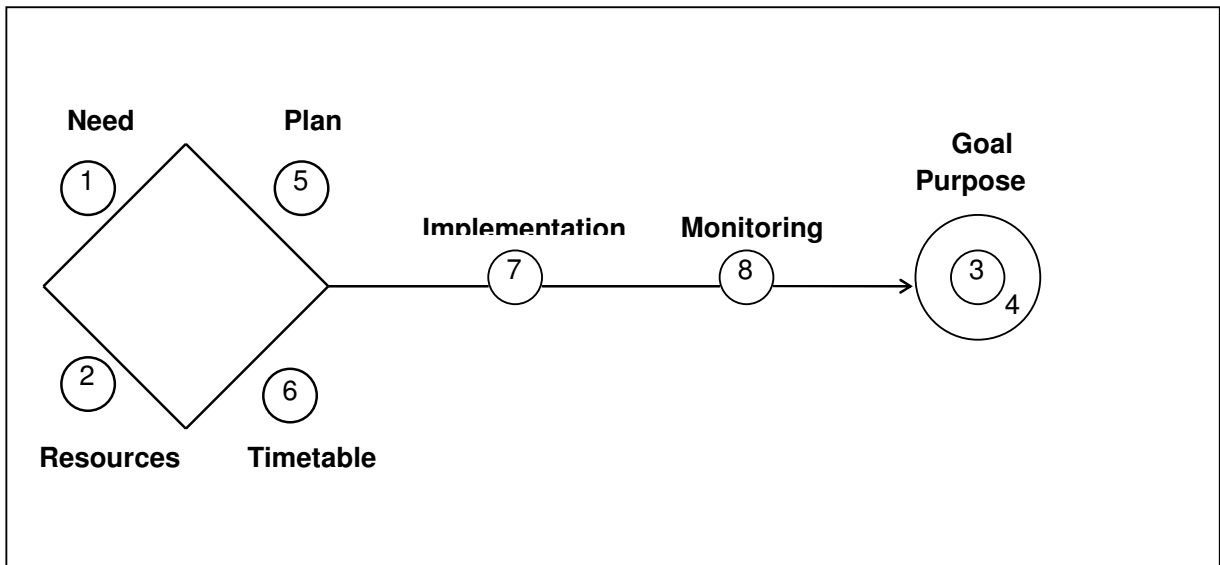 Need
Plan
1
5
Goal
Purpose
Implementation
Monitoring
7
8
3
4
2
6
Resources
Timetable